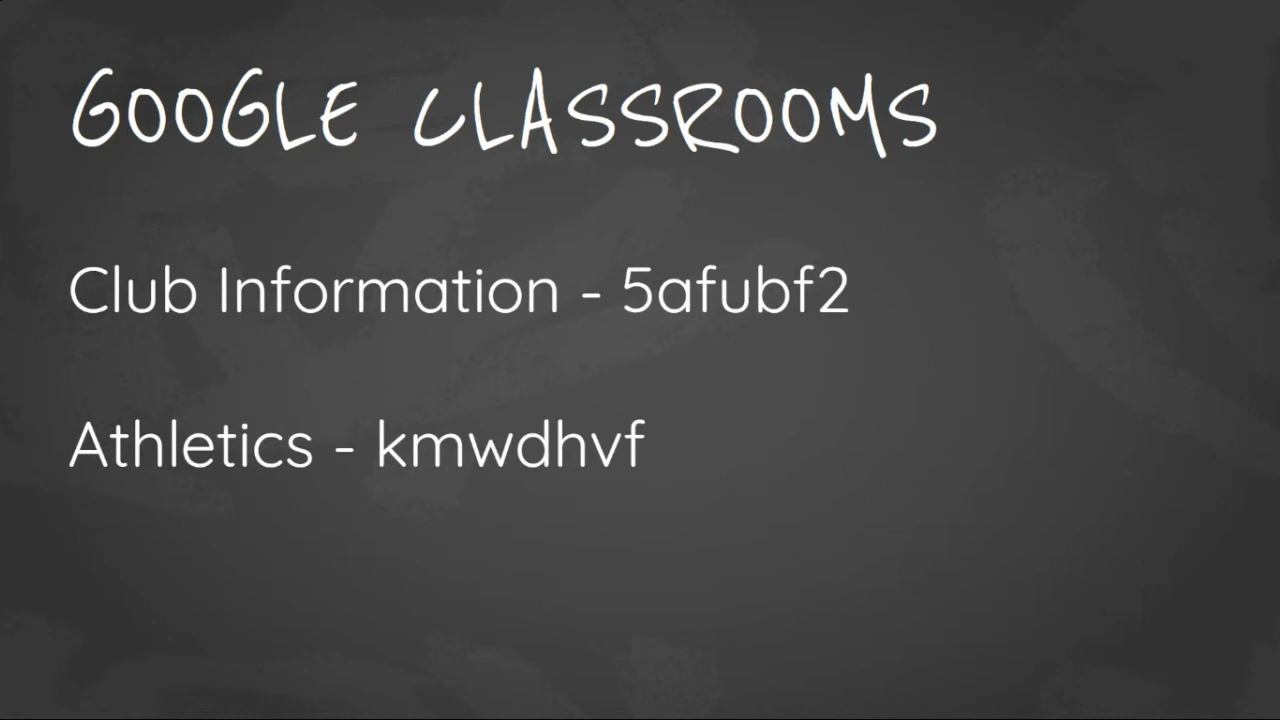 GOOGLE CLASSROOMS
Club Information - 5afubf2
Athletics - kmwdhvf